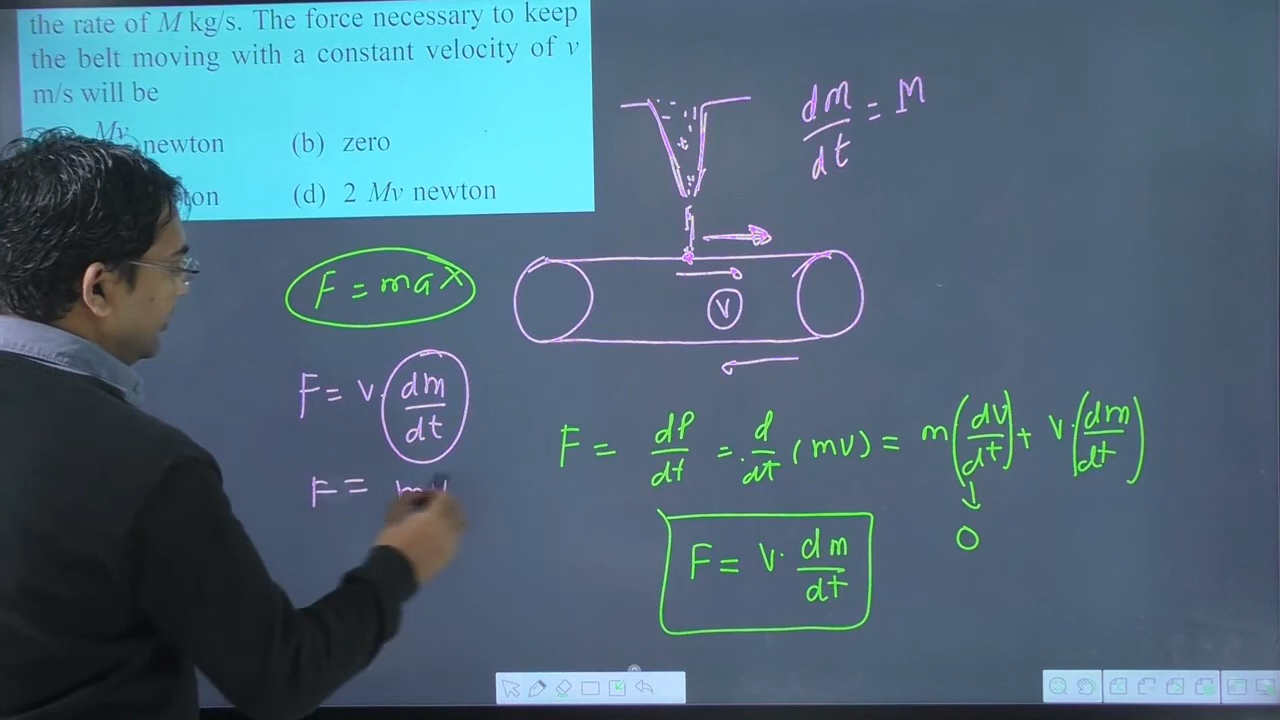 the rate of M kg/s. The force necessary to keep
the belt moving with a constant velocity of v
m/s will be
Mv newton (b) zero
(d) 2 Mv newton
dm/dt = M
F = ma X
V
F = v. dm/dt
F =
F = dP/dt = d/dt (mv) = m(dv/dt) + v.(dm/dt)
0
F = v. dm/dt